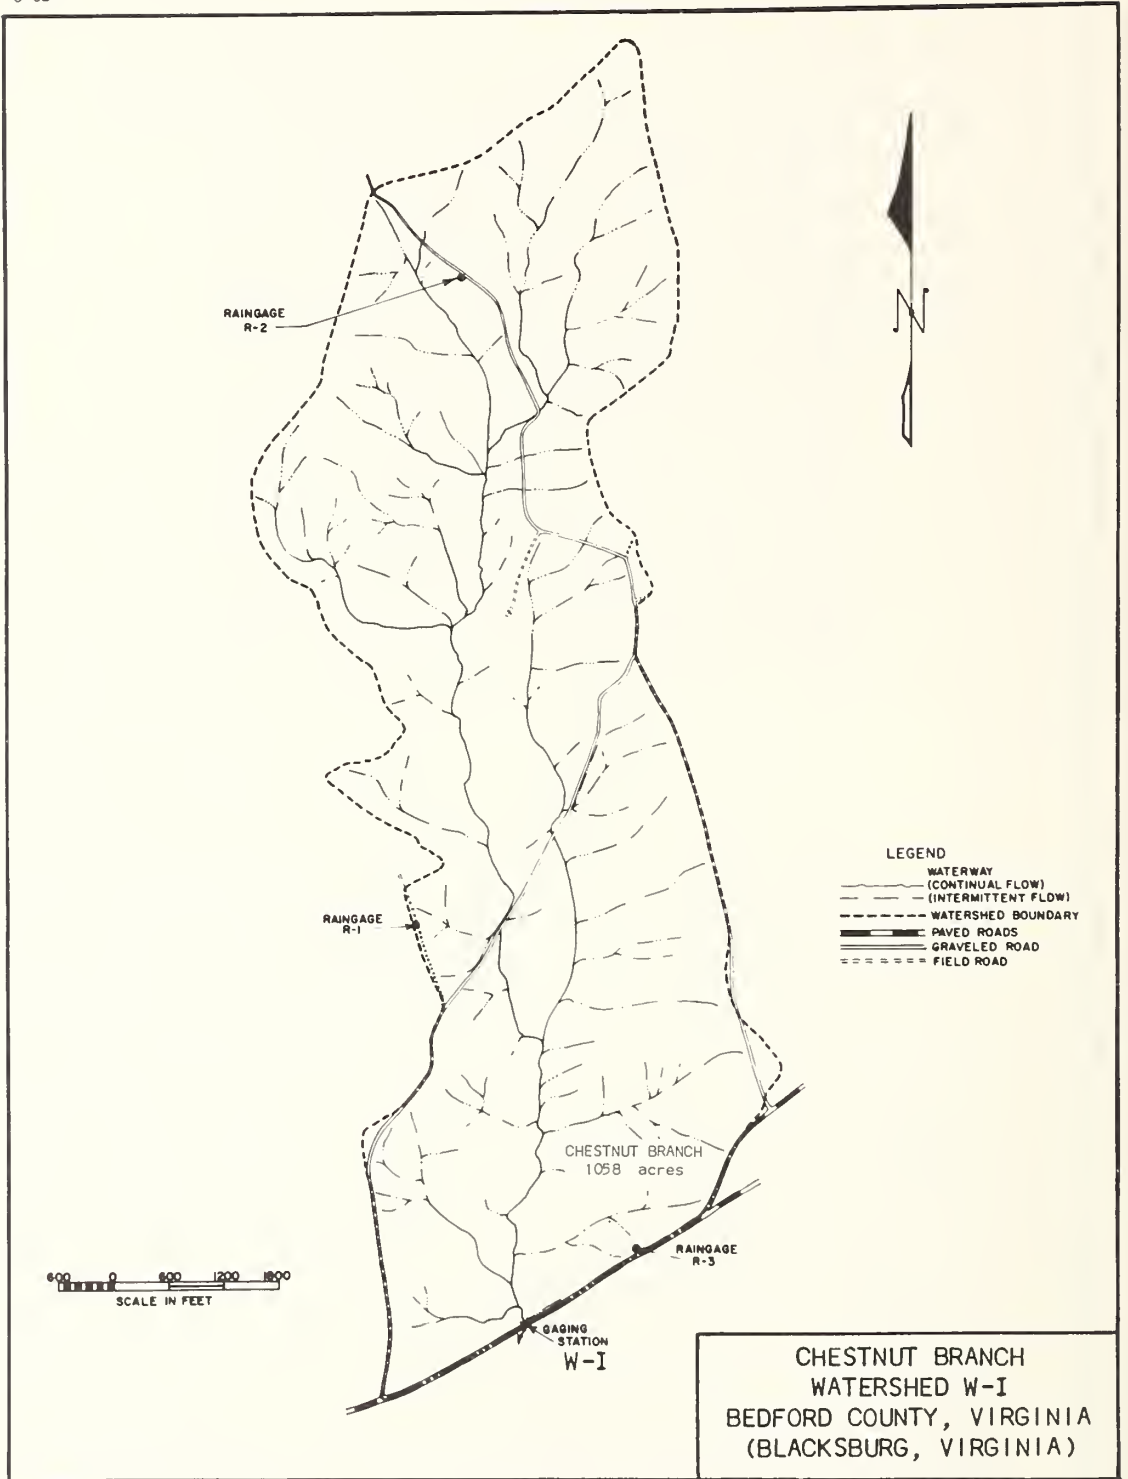 RAINGAGE
R-2
N
LEGEND
WATERWAY
(CONTINUAL FLOW)
(INTERMITTENT FLOW)
WATERSHED BOUNDARY
PAVED ROADS
GRAVELED ROAD
FIELD ROAD
RAINGAGE
R-1
CHESTNUT BRANCH
1058 acres
RAINGAGE
R-3
600 0 600 1200 1800
SCALE IN FEET
GAGING
STATION
W-I
CHESTNUT BRANCH
WATERSHED W-I
BEDFORD COUNTY, VIRGINIA
(BLACKSBURG, VIRGINIA)